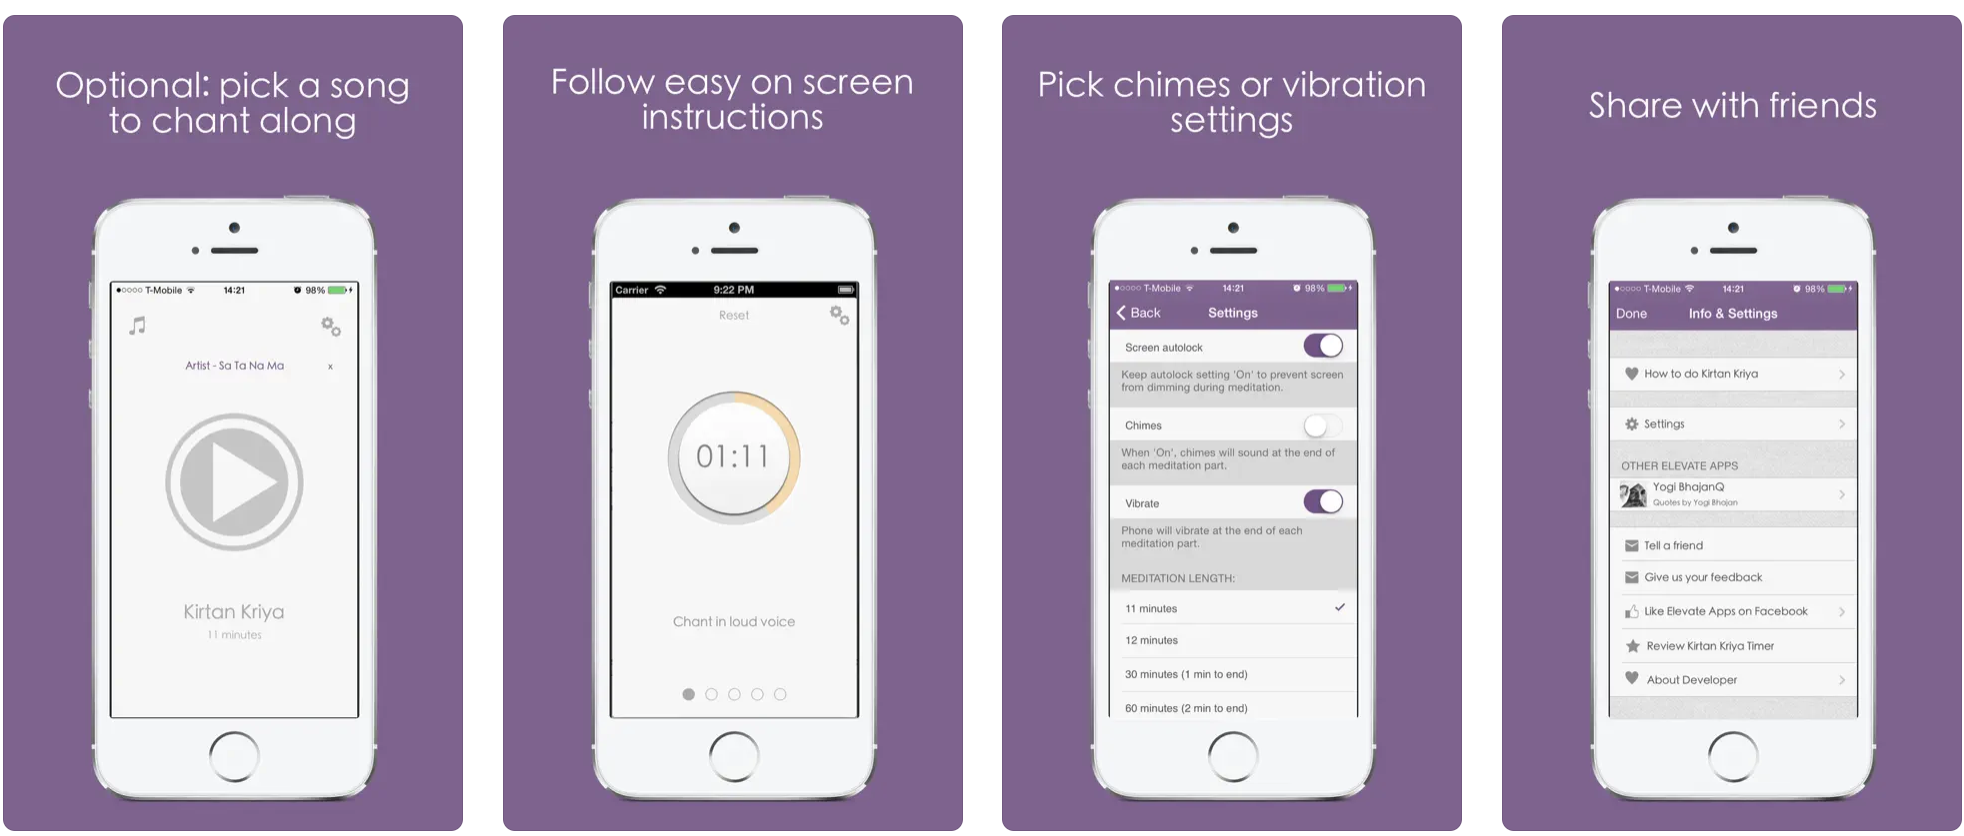 Optional: pick a song
to chant along
T-Mobile
14:21
98%
Artist - Sa Ta Na Ma
x
Kirtan Kriya
11 minutes
Follow easy on screen
instructions
Carrier
9:22 PM
Reset
01:11
Chant in loud voice
Pick chimes or vibration
settings
T-Mobile
14:21
98%
Back
Settings
Screen autolock
Keep autolock setting 'On' to prevent screen
from dimming during meditation.
Chimes
When 'On', chimes will sound at the end of
each meditation part.
Vibrate
Phone will vibrate at the end of each
meditation part.
MEDITATION LENGTH:
11 minutes
12 minutes
30 minutes (1 min to end)
60 minutes (2 min to end)
Share with friends
T-Mobile
14:21
98%
Done
Info & Settings
How to do Kirtan Kriya
Settings
OTHER ELEVATE APPS
Yogi BhajanQ
Quotes by Yogi Bhajan
Tell a friend
Give us your feedback
Like Elevate Apps on Facebook
Review Kirtan Kriya Timer
About Developer